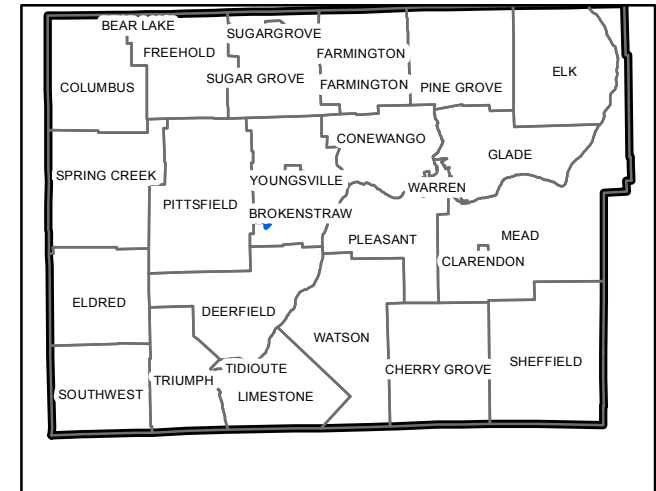 BEAR LAKE
SUGARGROVE
FREEHOLD
FARMINGTON
COLUMBUS
SUGAR GROVE
FARMINGTON
PINE GROVE
ELK
CONEWANGO
GLADE
SPRING CREEK
YOUNGSVILLE
WARREN
PITTSFIELD
BROKENSTRAW
PLEASANT
MEAD
CLARENDON
ELDRED
DEERFIELD
WATSON
SHEFFIELD
TIDIOUTE
CHERRY GROVE
TRIUMPH
SOUTHWEST
LIMESTONE